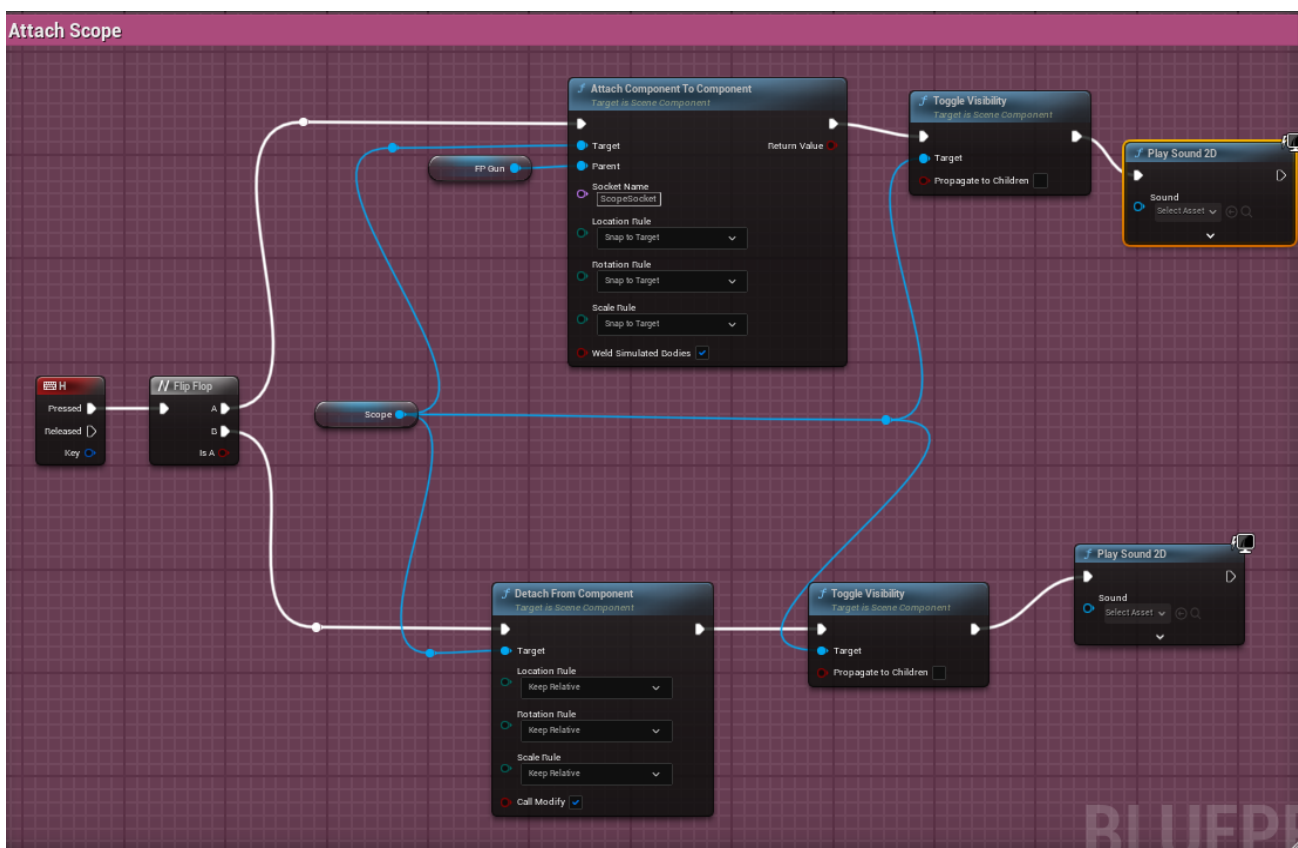 Attach Scope
Attach Component To Component
Target is Scene Component
Target
Return Value
FP Gun
Parent
Socket Name
ScopeSocket
Location Rule
Snap to Target
Rotation Rule
Snap to Target
Scale Rule
Snap to Target
Weld Simulated Bodies
Toggle Visibility
Target is Scene Component
Target
Propagate to Children
Play Sound 2D
Sound
Select Asset
H
Pressed
Released
Key
Flip Flop
A
B
Is A
Scope
Detach From Component
Target is Scene Component
Target
Location Rule
Keep Relative
Rotation Rule
Keep Relative
Scale Rule
Keep Relative
Call Modify
Toggle Visibility
Target is Scene Component
Target
Propagate to Children
Play Sound 2D
Sound
Select Asset